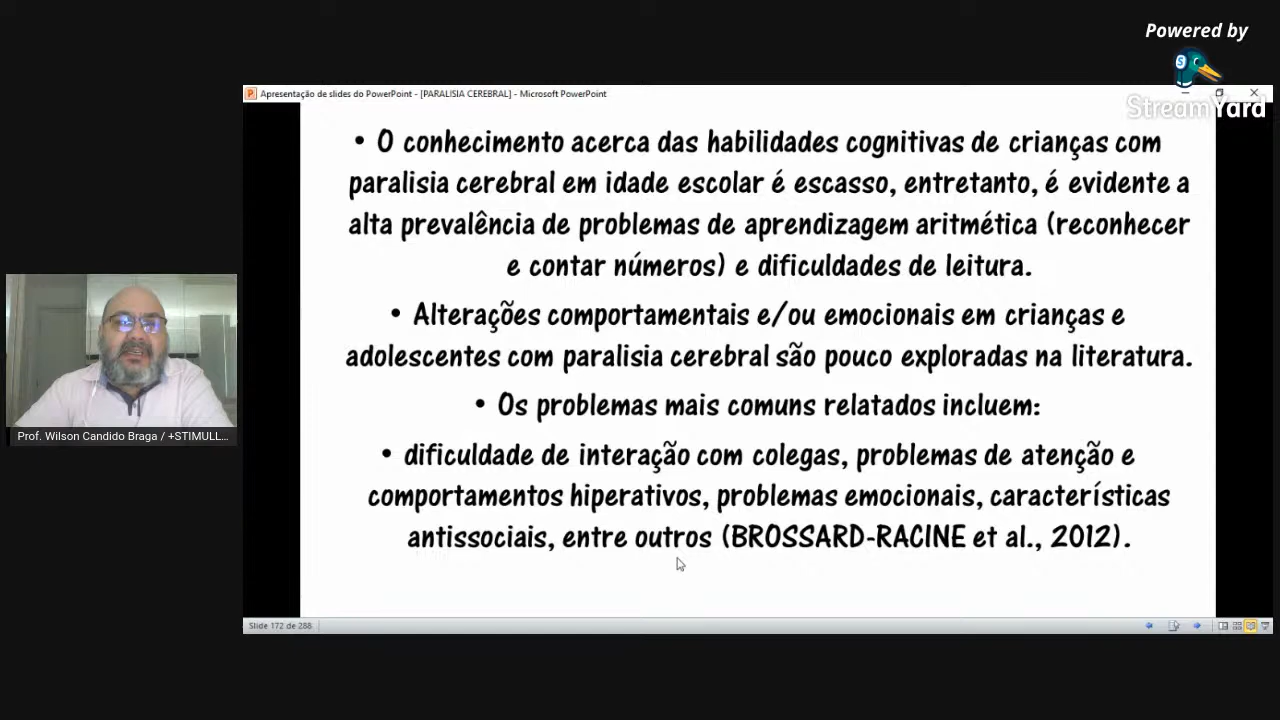 Powered by
StreamYard
Apresentação de slides do PowerPoint - [PARALISIA CEREBRAL] - Microsoft PowerPoint
• O conhecimento acerca das habilidades cognitivas de crianças com
paralisia cerebral em idade escolar é escasso, entretanto, é evidente a
alta prevalência de problemas de aprendizagem aritmética (reconhecer
e contar números) e dificuldades de leitura.
• Alterações comportamentais e/ou emocionais em crianças e
adolescentes com paralisia cerebral são pouco exploradas na literatura.
• Os problemas mais comuns relatados incluem:
• dificuldade de interação com colegas, problemas de atenção e
comportamentos hiperativos, problemas emocionais, características
antissociais, entre outros (BROSSARD-RACINE et al., 2012).
Prof. Wilson Candido Braga / +STIMULL...
Slide 172 de 288